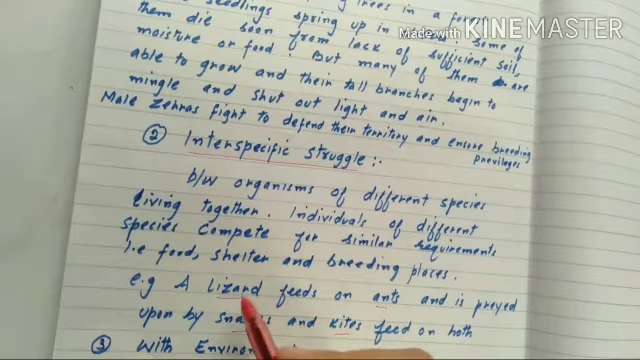 seedlings spring up in
trees in a
them die soon from lack of sufficient soil,
Some of
moisture or food. But many of them are
able to grow and their tall branches begin to
mingle and shut out light and air.
Male Zebras fight to defend their territory and ensure breeding
previleges
② Interspecific Struggle:-
b/w organisms of different species
living together. Individuals of different
species compete for similar requirements
i.e food, shelter and breeding places.
e.g A lizard feeds on ants and is preyed
upon by and kites feed on both
③ With
Made with KINEMASTER